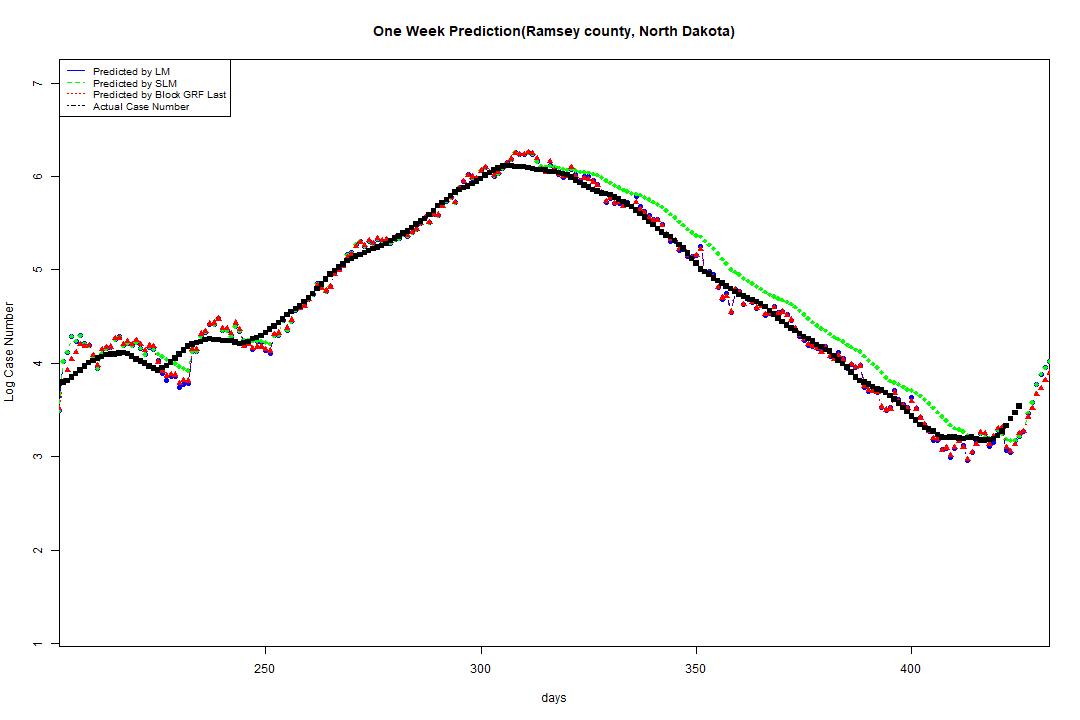 One Week Prediction(Ramsey county, North Dakota)
Predicted by LM
Predicted by SLM
Predicted by Block GRF Last
Actual Case Number
7
6
5
4
3
2
1
Log Case Number
250 300 350 400
days